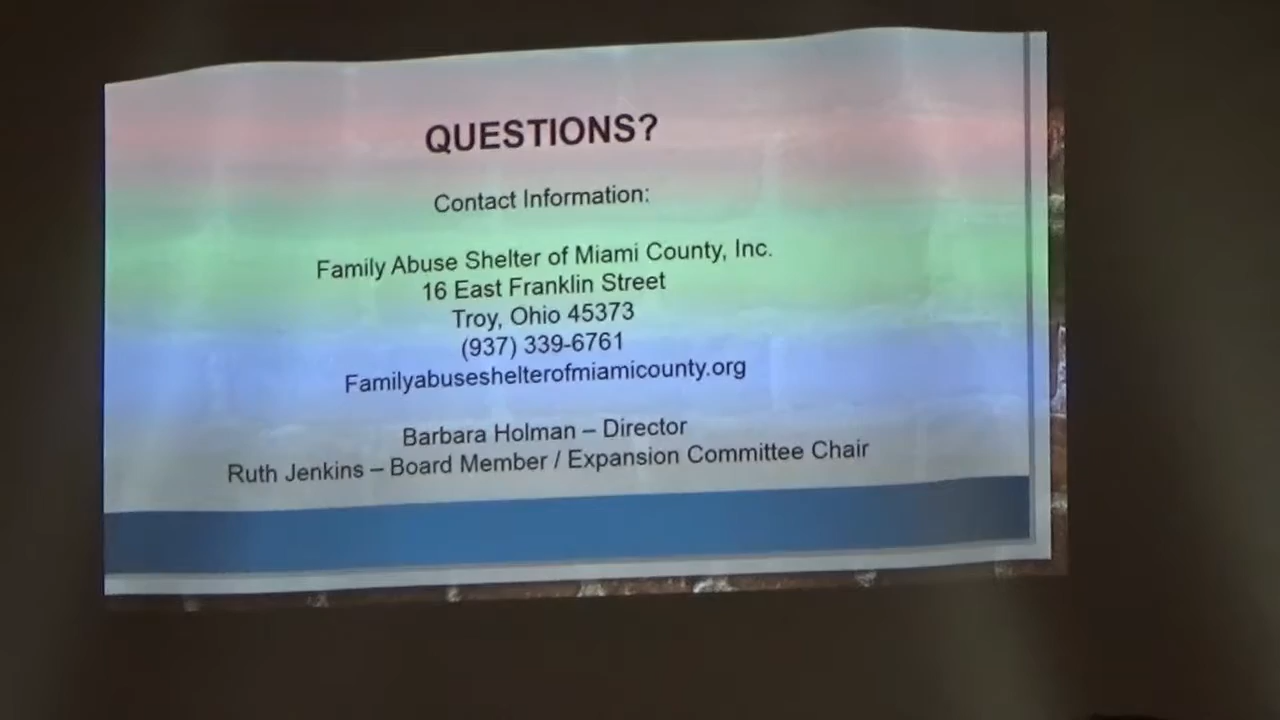 QUESTIONS?
Contact Information:
Family Abuse Shelter of Miami County, Inc.
16 East Franklin Street
Troy, Ohio 45373
(937) 339-6761
Familyabuseshelterofmiamicounty.org
Barbara Holman – Director
Ruth Jenkins – Board Member / Expansion Committee Chair